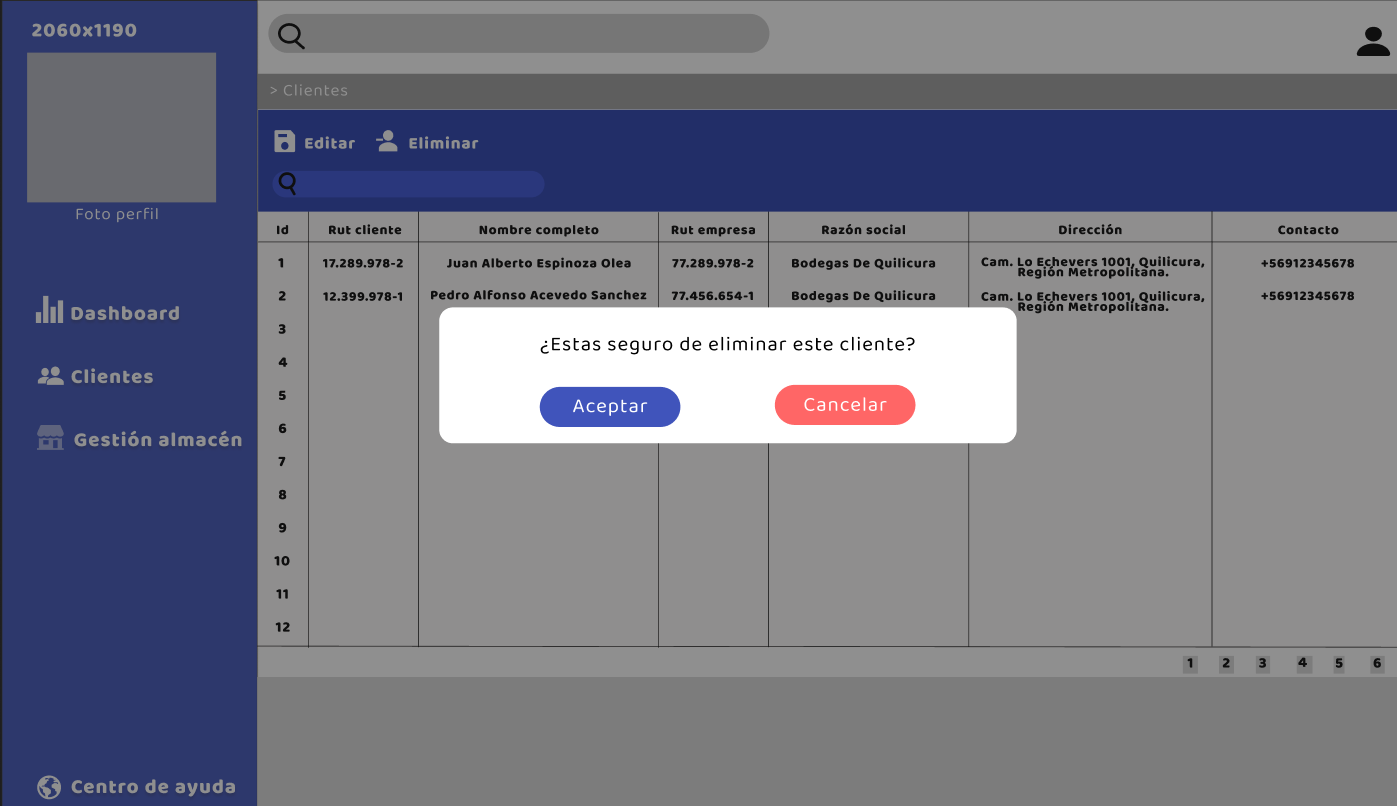 2060x1190
Foto perfil
Dashboard
Clientes
Gestión almacén
Centro de ayuda
> Clientes
Editar Eliminar
Id Rut cliente Nombre completo Rut empresa Razón social Dirección Contacto
1 17.289.978-2 Juan Alberto Espinoza Olea 77.289.978-2 Bodegas De Quilicura Cam. Lo Echevers 1001, Quilicura, +56912345678
Región Metropolitana.
2 12.399.978-1 Pedro Alfonso Acevedo Sanchez 77.456.654-1 Bodegas De Quilicura Cam. Lo Echevers 1001, Quilicura, +56912345678
Región Metropolitana.
3
4
5
6
7
8
9
10
11
12
¿Estas seguro de eliminar este cliente?
Aceptar Cancelar
1 2 3 4 5 6